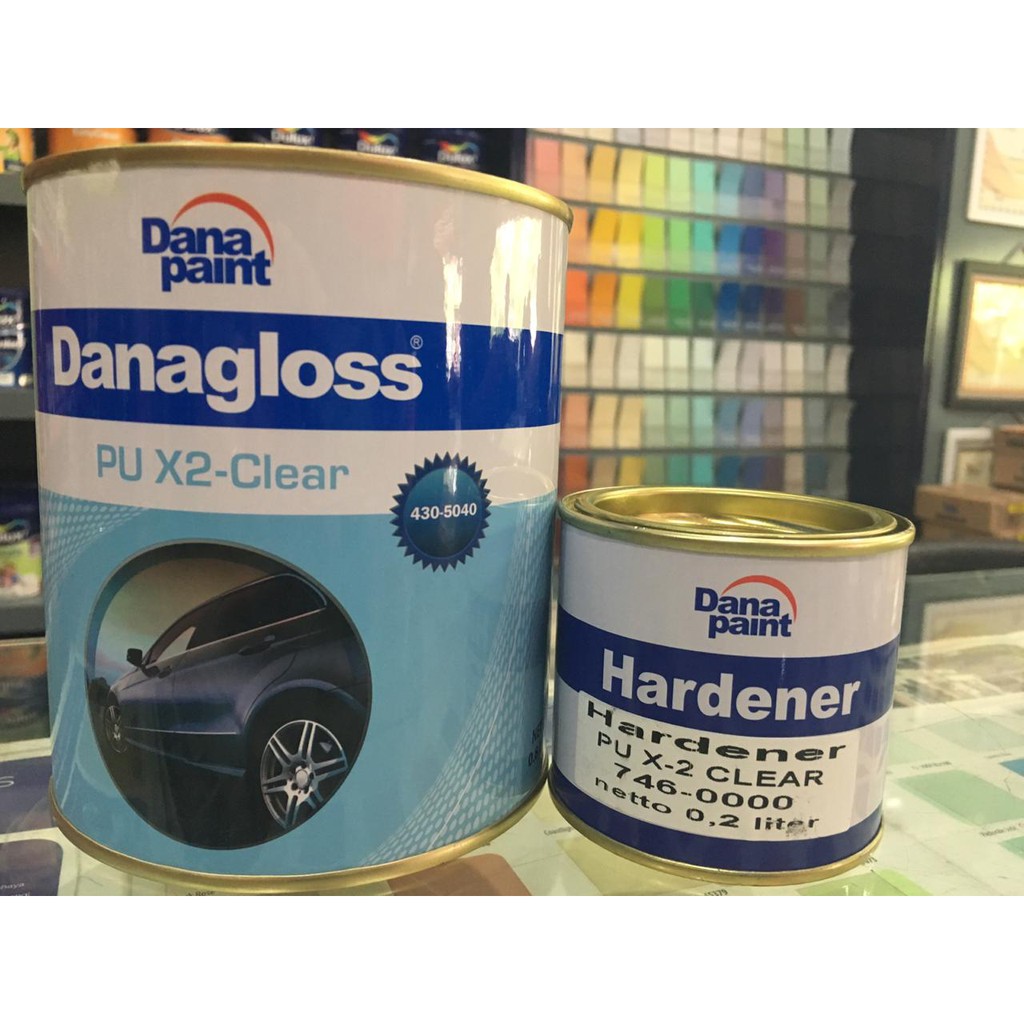 Dana
paint
Danagloss®
PU X2-Clear
430-5040
Dana
paint
Hardener
Hardener
PU X-2 CLEAR
746-0000
netto 0,2 liter